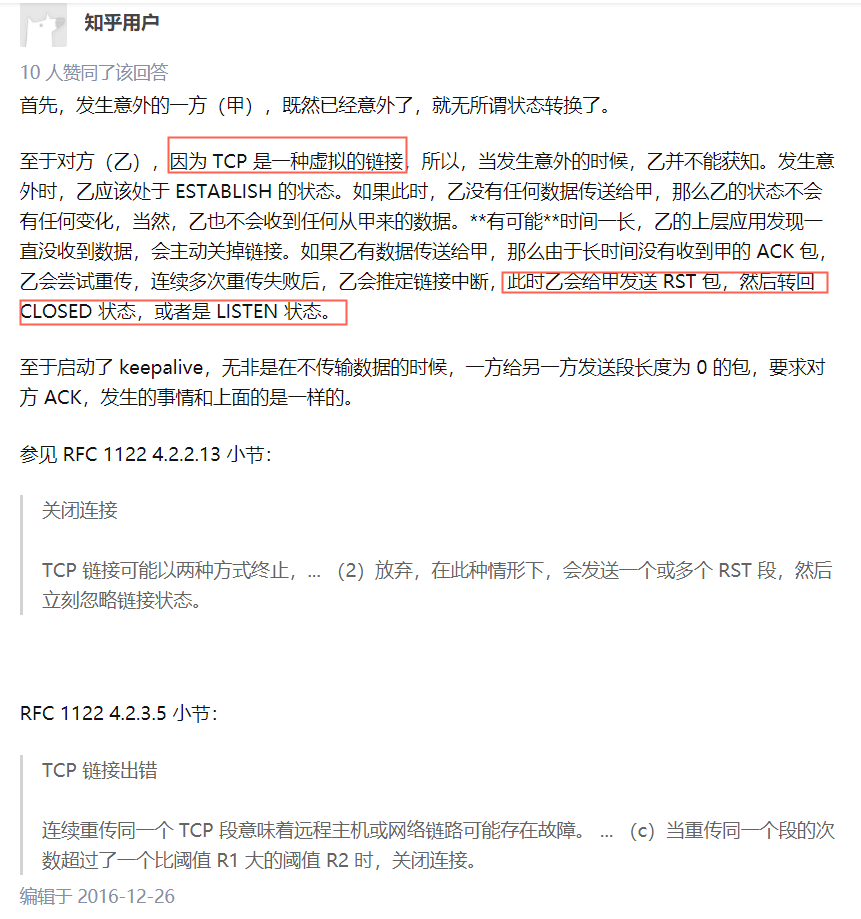 知乎用户
10 人赞同了该回答
首先，发生意外的一方（甲），既然已经意外了，就无所谓状态转换了。
至于对方（乙），因为 TCP 是一种虚拟的链接，所以，当发生意外的时候，乙并不能获知。发生意
外时，乙应该处于 ESTABLISH 的状态。如果此时，乙没有任何数据传送给甲，那么乙的状态不会
有任何变化，当然，乙也不会收到任何从甲来的数据。**有可能**时间一长，乙的上层应用发现一
直没收到数据，会主动关掉链接。如果乙有数据传送给甲，那么由于长时间没有收到甲的 ACK 包，
乙会尝试重传，连续多次重传失败后，乙会推定链接中断，此时乙会给甲发送 RST 包，然后转回
CLOSED 状态，或者是 LISTEN 状态。
至于启动了 keepalive，无非是在不传输数据的时候，一方给另一方发送段长度为 0 的包，要求对
方 ACK，发生的事情和上面的是一样的。
参见 RFC 1122 4.2.2.13 小节：
关闭连接
TCP 链接可能以两种方式终止，... （2）放弃，在此种情形下，会发送一个或多个 RST 段，然后
立刻忽略链接状态。
RFC 1122 4.2.3.5 小节：
TCP 链接出错
连续重传同一个 TCP 段意味着远程主机或网络链路可能存在故障。 ... （c）当重传同一个段的次
数超过了一个比阈值 R1 大的阈值 R2 时，关闭连接。
编辑于 2016-12-26